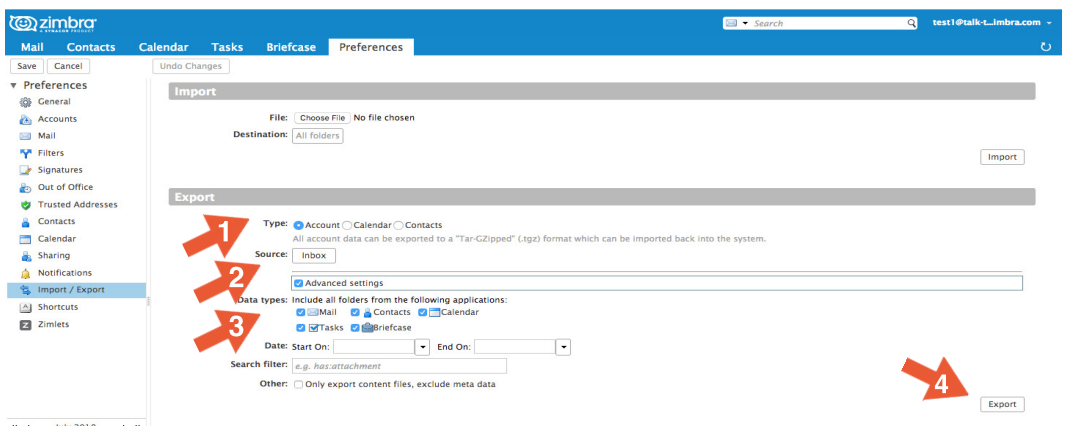 zimbra
A SYNACOR PRODUCT
Search
test1@talk-t...imbra.com
Mail Contacts Calendar Tasks Briefcase Preferences
Save Cancel Undo Changes
Preferences
General
Accounts
Mail
Filters
Signatures
Out of Office
Trusted Addresses
Contacts
Calendar
Sharing
Notifications
Import / Export
Shortcuts
Zimlets
Import
File: Choose File No file chosen
Destination: All folders
Import
Export
1
Type: Account Calendar Contacts
All account data can be exported to a "Tar-GZipped" (.tgz) format which can be imported back into the system.
Source: Inbox
2
Advanced settings
Data types: Include all folders from the following applications:
Mail Contacts Calendar
3
Tasks Briefcase
Date: Start On: End On:
Search filter: e.g. has:attachment
Other: Only export content files, exclude meta data
4
Export